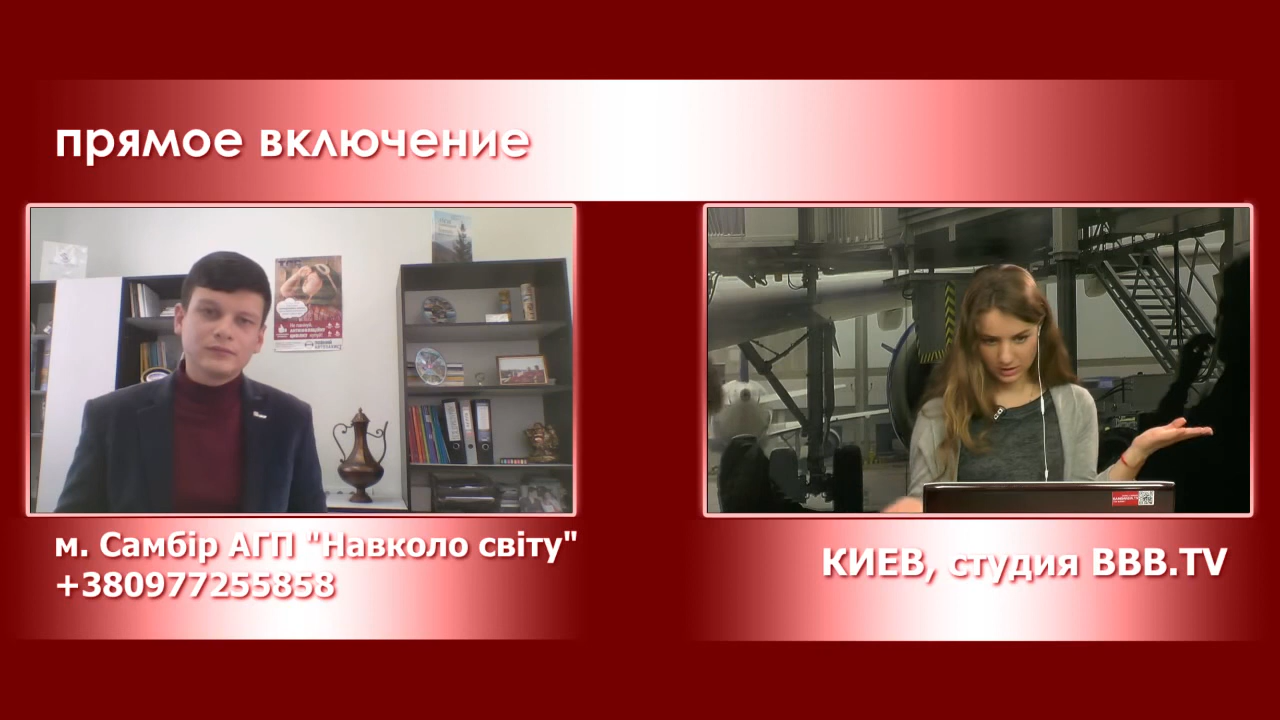 прямое включение
м. Самбір АГП "Навколо світу"
+380977255858
КИЕВ, студия BBB.TV